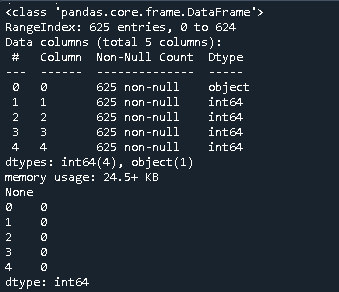 <class 'pandas.core.frame.DataFrame'>
RangeIndex: 625 entries, 0 to 624
Data columns (total 5 columns):
 #   Column  Non-Null Count  Dtype
---  ------  --------------  -----
 0   0       625 non-null    object
 1   1       625 non-null    int64
 2   2       625 non-null    int64
 3   3       625 non-null    int64
 4   4       625 non-null    int64
dtypes: int64(4), object(1)
memory usage: 24.5+ KB
None
0    0
1    0
2    0
3    0
4    0
dtype: int64